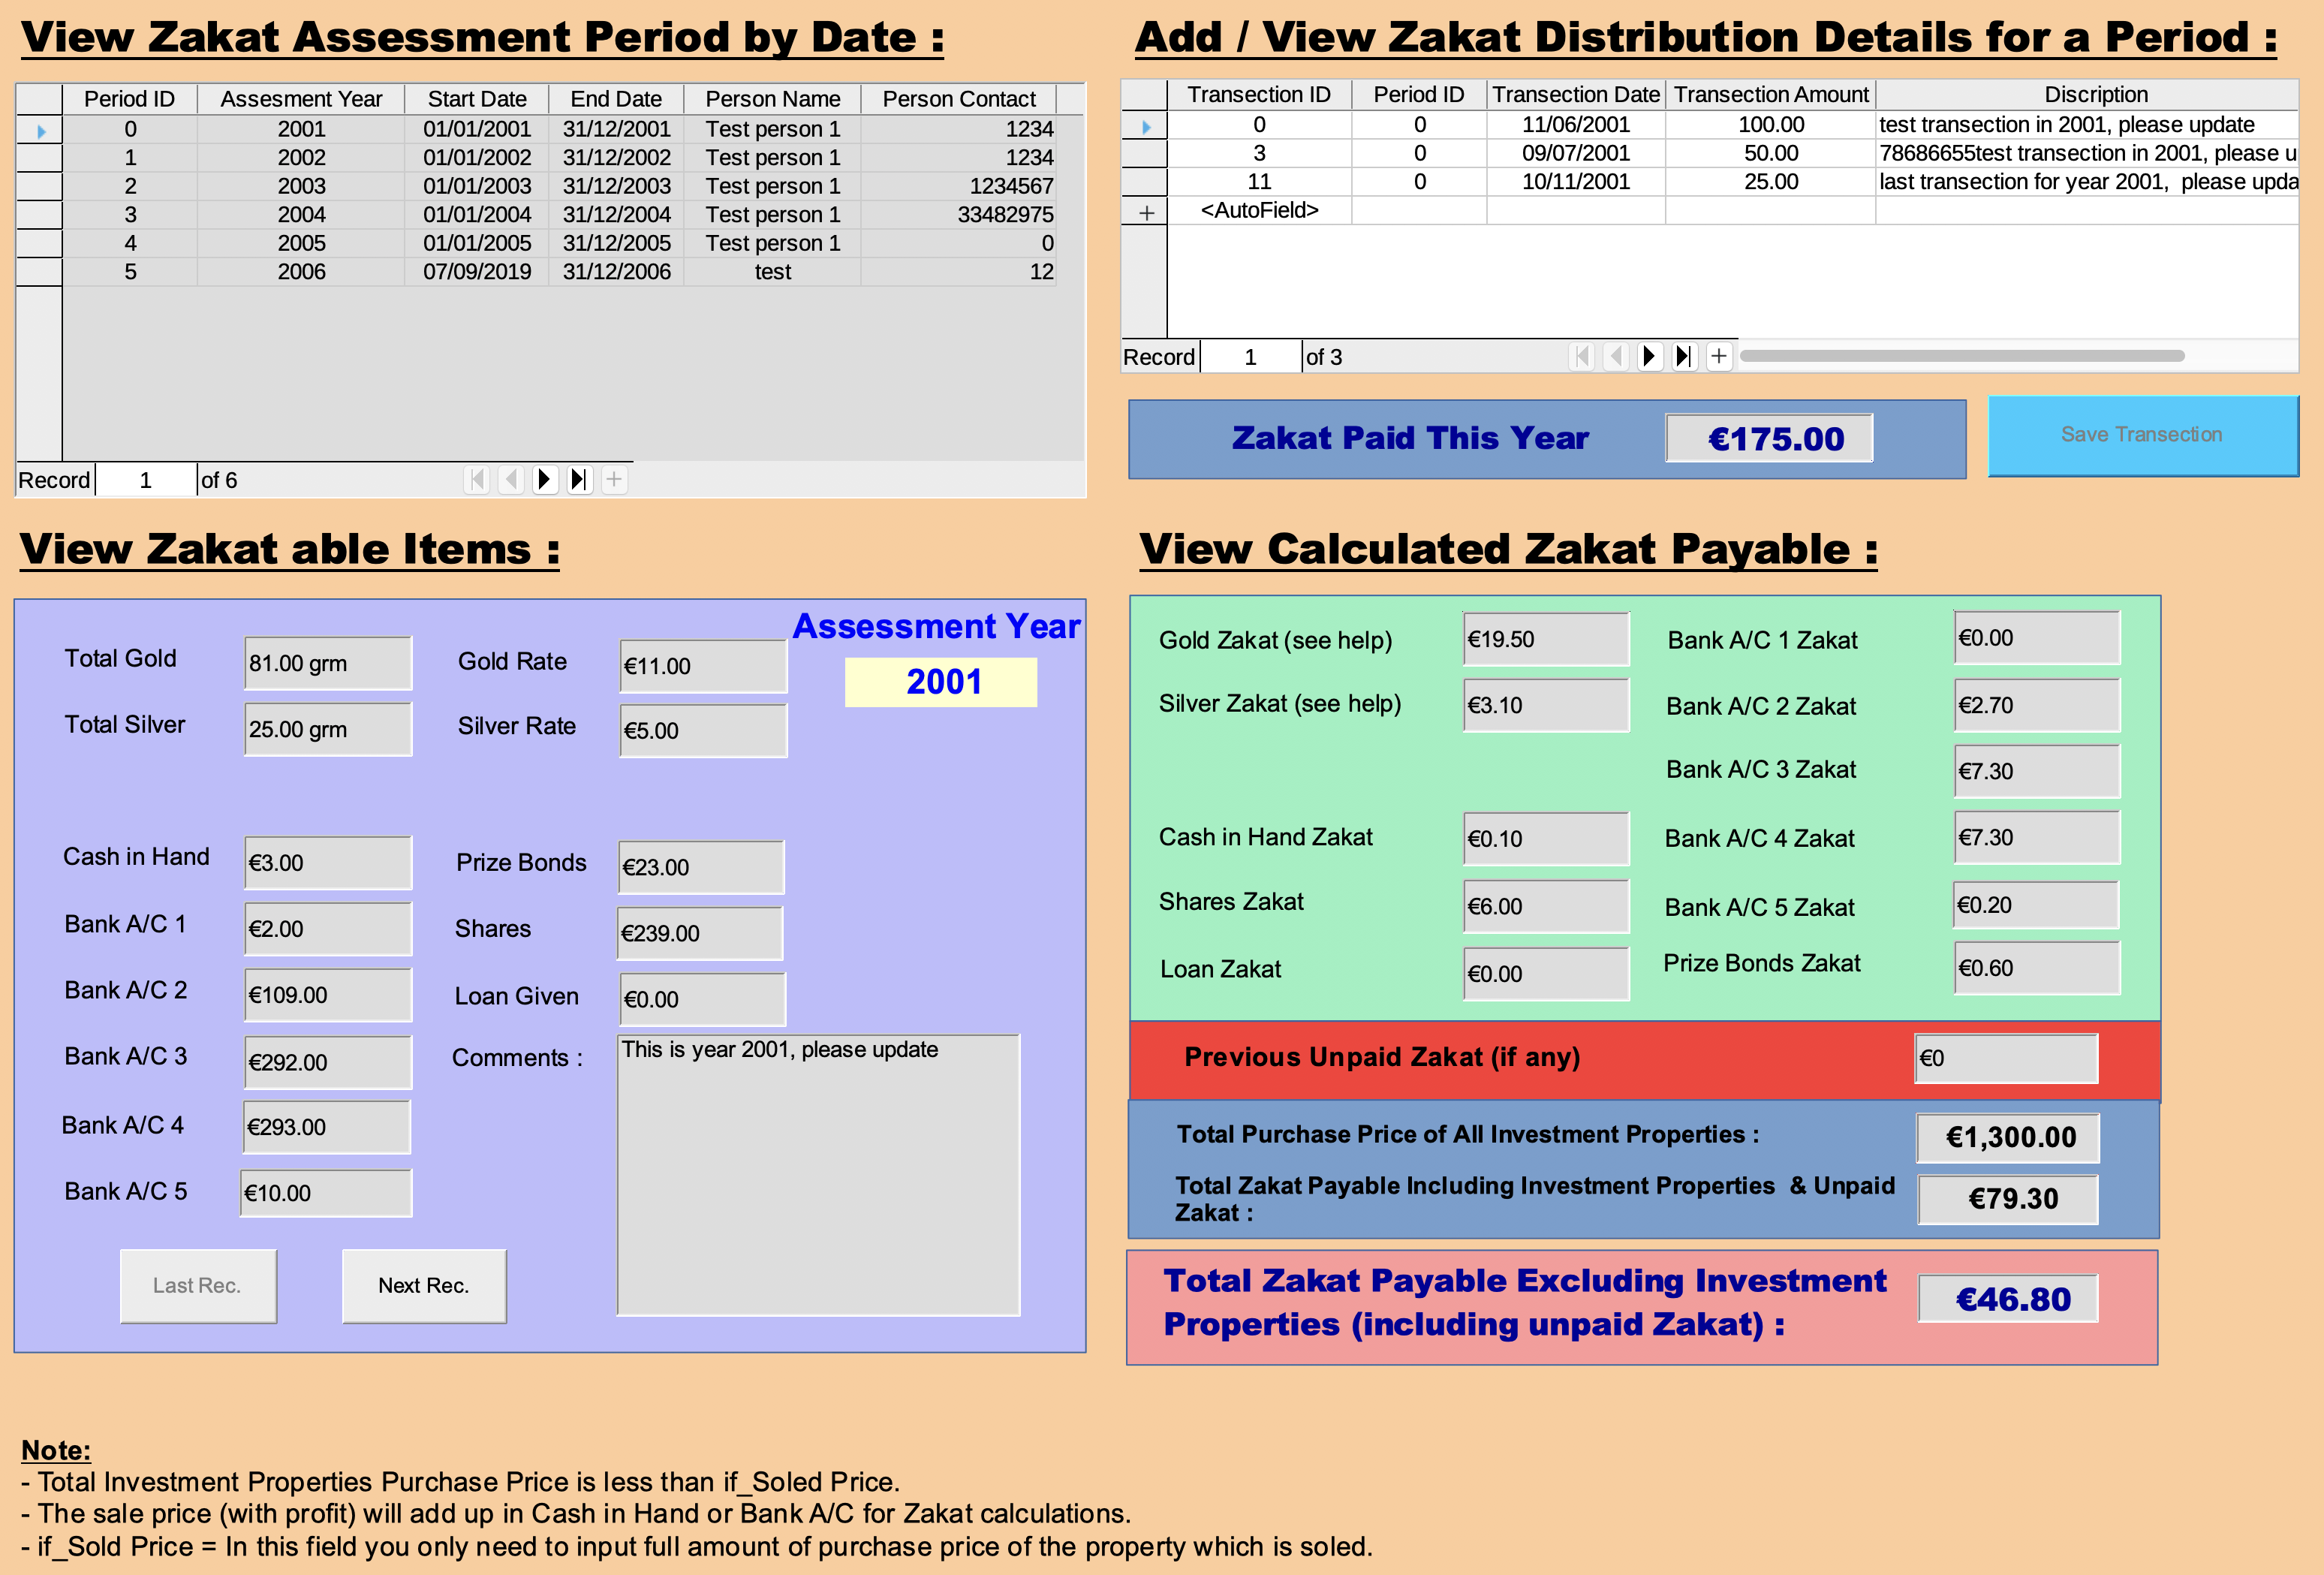 View Zakat Assessment Period by Date :
Period ID Assesment Year Start Date End Date Person Name Person Contact
0 2001 01/01/2001 31/12/2001 Test person 1 1234
1 2002 01/01/2002 31/12/2002 Test person 1 1234
2 2003 01/01/2003 31/12/2003 Test person 1 1234567
3 2004 01/01/2004 31/12/2004 Test person 1 33482975
4 2005 01/01/2005 31/12/2005 Test person 1 0
5 2006 07/09/2019 31/12/2006 test 12
Record 1 of 6
Add / View Zakat Distribution Details for a Period :
Transection ID Period ID Transection Date Transection Amount Discription
0 0 11/06/2001 100.00 test transection in 2001, please update
3 0 09/07/2001 50.00 78686655test transection in 2001, please u
11 0 10/11/2001 25.00 last transection for year 2001, please upda
+ <AutoField>
Record 1 of 3 +
Zakat Paid This Year €175.00
Save Transection
View Zakat able Items :
Assessment Year
2001
Total Gold 81.00 grm Gold Rate €11.00
Total Silver 25.00 grm Silver Rate €5.00
Cash in Hand €3.00 Prize Bonds €23.00
Bank A/C 1 €2.00 Shares €239.00
Bank A/C 2 €109.00 Loan Given €0.00
Bank A/C 3 €292.00 Comments : This is year 2001, please update
Bank A/C 4 €293.00
Bank A/C 5 €10.00
Last Rec. Next Rec.
View Calculated Zakat Payable :
Gold Zakat (see help) €19.50 Bank A/C 1 Zakat €0.00
Silver Zakat (see help) €3.10 Bank A/C 2 Zakat €2.70
Bank A/C 3 Zakat €7.30
Cash in Hand Zakat €0.10 Bank A/C 4 Zakat €7.30
Shares Zakat €6.00 Bank A/C 5 Zakat €0.20
Loan Zakat €0.00 Prize Bonds Zakat €0.60
Previous Unpaid Zakat (if any) €0
Total Purchase Price of All Investment Properties : €1,300.00
Total Zakat Payable Including Investment Properties & Unpaid
Zakat : €79.30
Total Zakat Payable Excluding Investment
Properties (including unpaid Zakat) : €46.80
Note:
- Total Investment Properties Purchase Price is less than if_Soled Price.
- The sale price (with profit) will add up in Cash in Hand or Bank A/C for Zakat calculations.
- if_Sold Price = In this field you only need to input full amount of purchase price of the property which is soled.